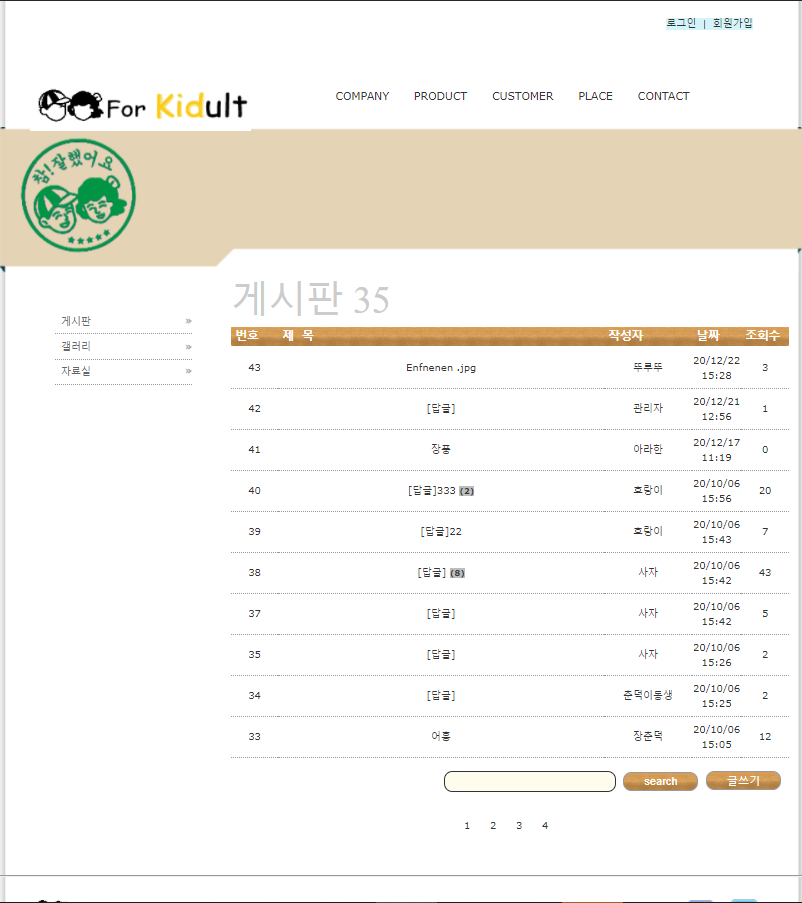 로그인 | 회원가입
For Kidult
COMPANY PRODUCT CUSTOMER PLACE CONTACT
참!잘했어요
게시판 35
게시판 »
갤러리 »
자료실 »
번호 제 목 작성자 날짜 조회수
43 Enfnenen .jpg 뚜루뚜 20/12/22 15:28 3
42 [답글] 관리자 20/12/21 12:56 1
41 장풍 아라한 20/12/17 11:19 0
40 [답글]333 (2) 호랑이 20/10/06 15:56 20
39 [답글]22 호랑이 20/10/06 15:43 7
38 [답글] (8) 사자 20/10/06 15:42 43
37 [답글] 사자 20/10/06 15:42 5
35 [답글] 사자 20/10/06 15:26 2
34 [답글] 춘덕이동생 20/10/06 15:25 2
33 어흥 장춘덕 20/10/06 15:05 12
search 글쓰기
1 2 3 4